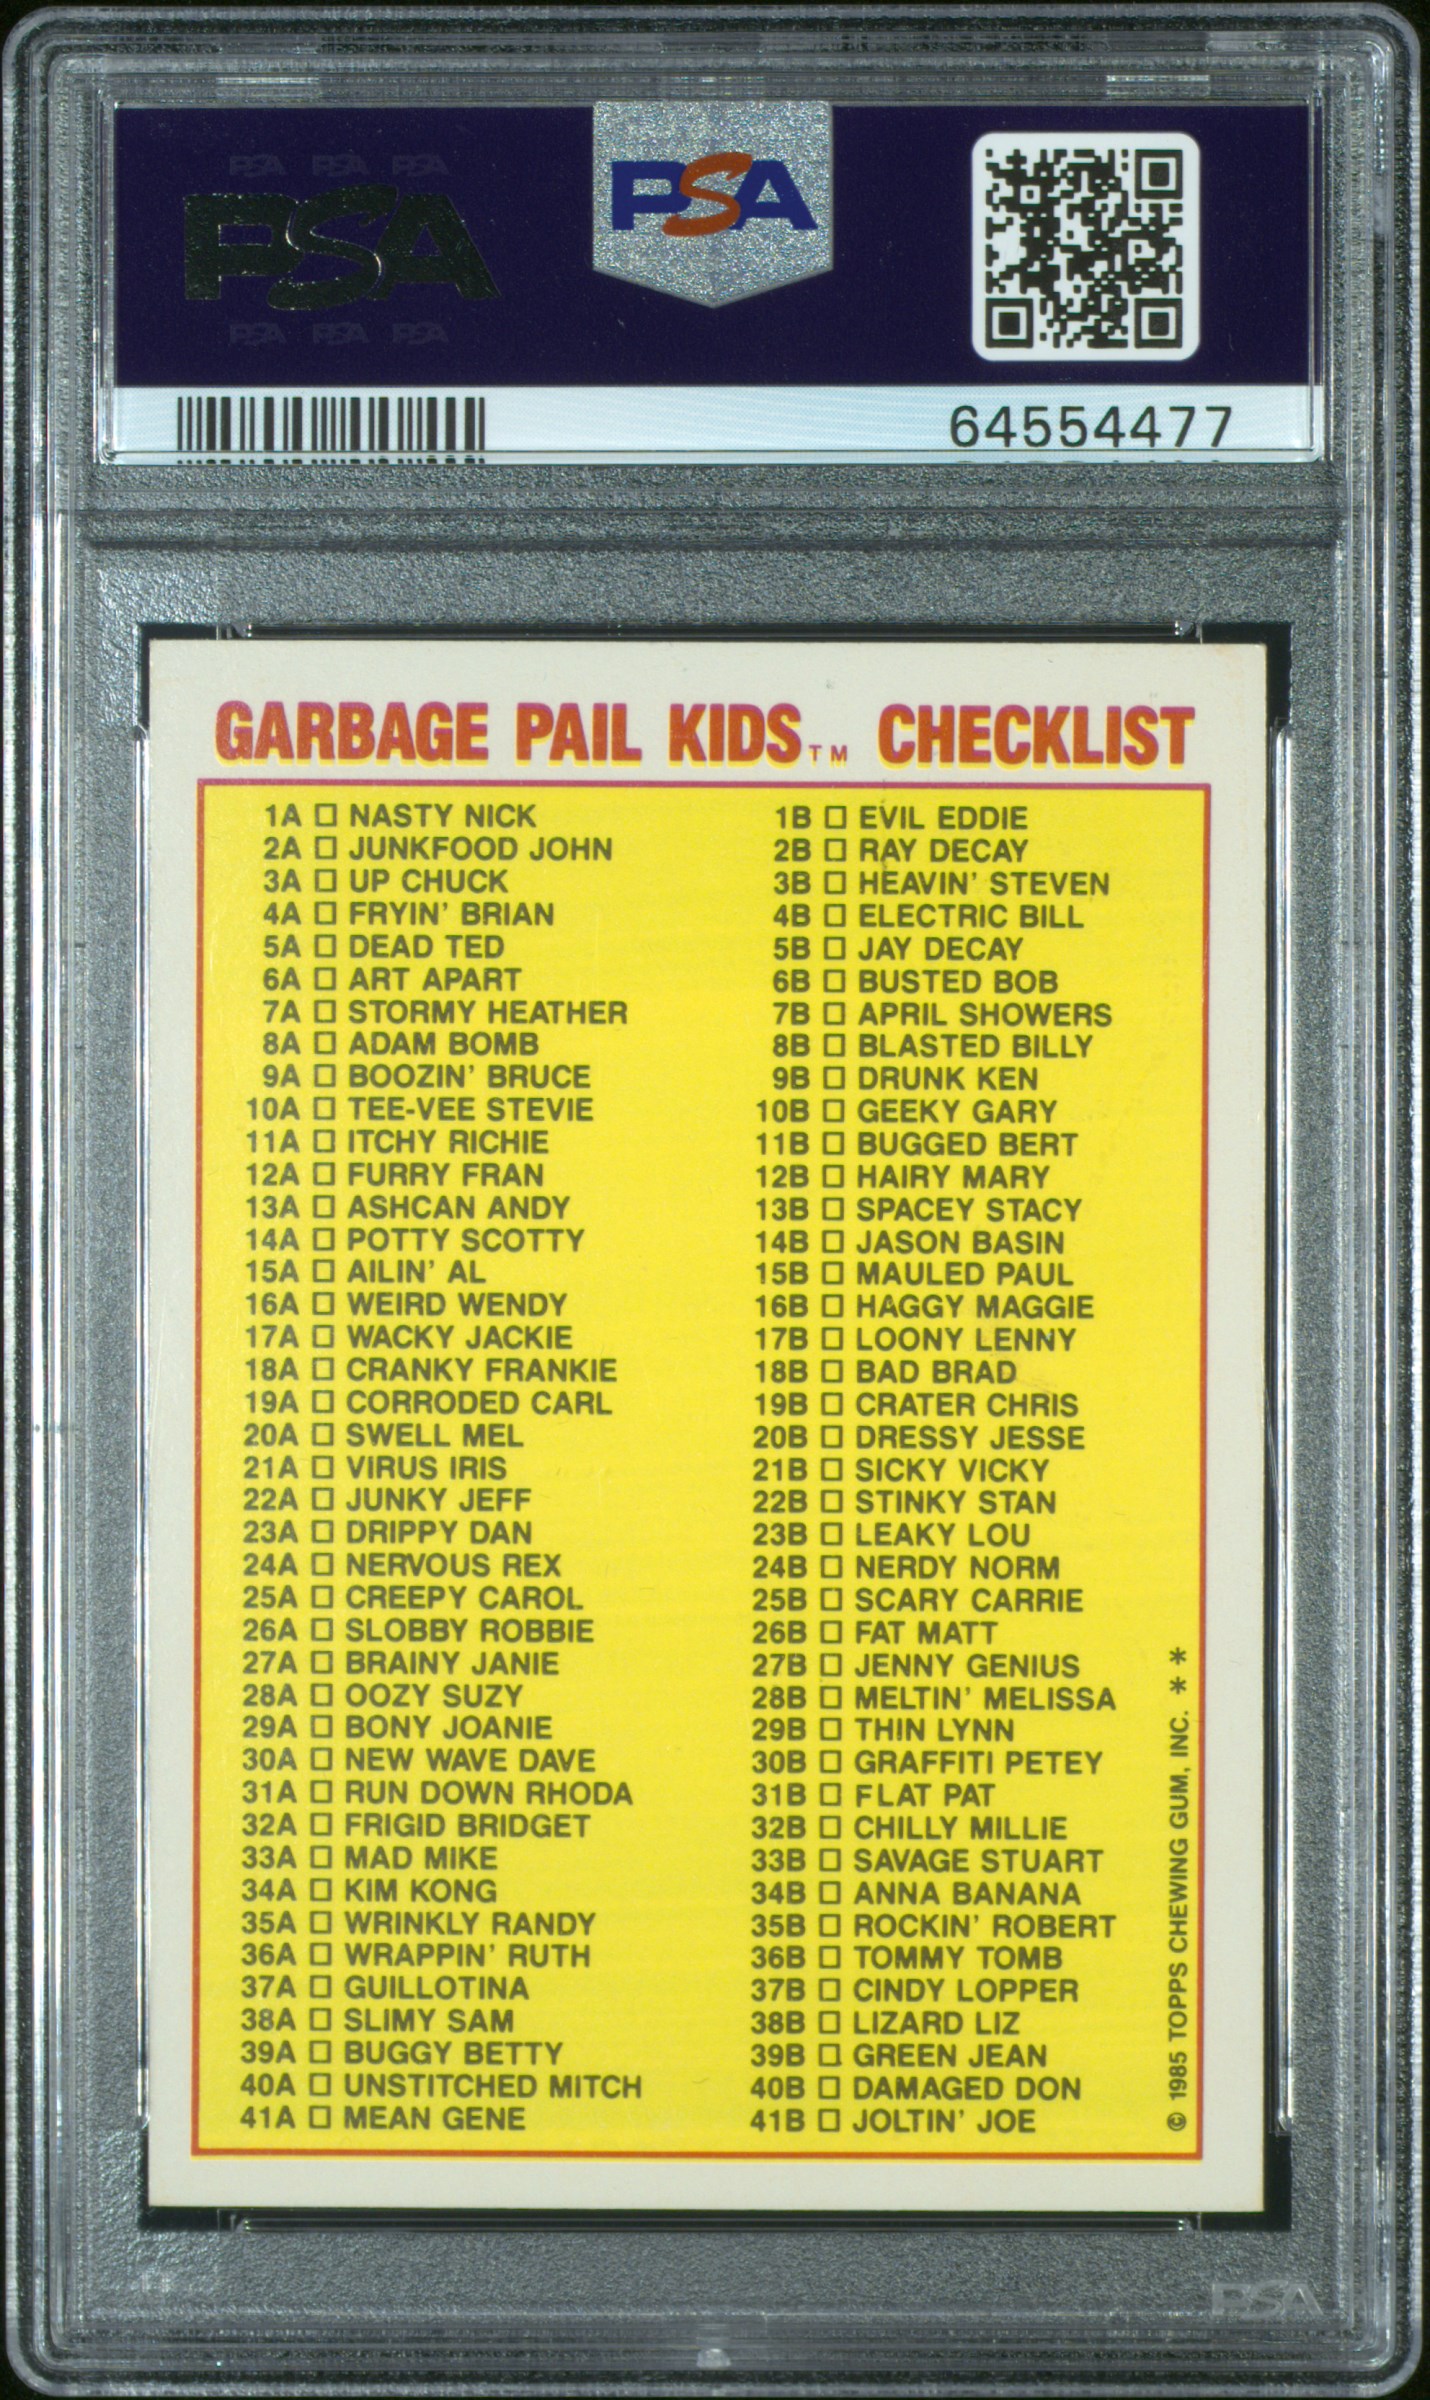 PSA PSA PSA
PSA
PSA PSA PSA
PSA
64554477
GARBAGE PAIL KIDS TM CHECKLIST
1A □ NASTY NICK
2A □ JUNKFOOD JOHN
3A □ UP CHUCK
4A □ FRYIN' BRIAN
5A □ DEAD TED
6A □ ART APART
7A □ STORMY HEATHER
8A □ ADAM BOMB
9A □ BOOZIN' BRUCE
10A □ TEE-VEE STEVIE
11A □ ITCHY RICHIE
12A □ FURRY FRAN
13A □ ASHCAN ANDY
14A □ POTTY SCOTTY
15A □ AILIN' AL
16A □ WEIRD WENDY
17A □ WACKY JACKIE
18A □ CRANKY FRANKIE
19A □ CORRODED CARL
20A □ SWELL MEL
21A □ VIRUS IRIS
22A □ JUNKY JEFF
23A □ DRIPPY DAN
24A □ NERVOUS REX
25A □ CREEPY CAROL
26A □ SLOBBY ROBBIE
27A □ BRAINY JANIE
28A □ OOZY SUZY
29A □ BONY JOANIE
30A □ NEW WAVE DAVE
31A □ RUN DOWN RHODA
32A □ FRIGID BRIDGET
33A □ MAD MIKE
34A □ KIM KONG
35A □ WRINKLY RANDY
36A □ WRAPPIN' RUTH
37A □ GUILLOTINA
38A □ SLIMY SAM
39A □ BUGGY BETTY
40A □ UNSTITCHED MITCH
41A □ MEAN GENE
1B □ EVIL EDDIE
2B □ RAY DECAY
3B □ HEAVIN' STEVEN
4B □ ELECTRIC BILL
5B □ JAY DECAY
6B □ BUSTED BOB
7B □ APRIL SHOWERS
8B □ BLASTED BILLY
9B □ DRUNK KEN
10B □ GEEKY GARY
11B □ BUGGED BERT
12B □ HAIRY MARY
13B □ SPACEY STACY
14B □ JASON BASIN
15B □ MAULED PAUL
16B □ HAGGY MAGGIE
17B □ LOONY LENNY
18B □ BAD BRAD
19B □ CRATER CHRIS
20B □ DRESSY JESSE
21B □ SICKY VICKY
22B □ STINKY STAN
23B □ LEAKY LOU
24B □ NERDY NORM
25B □ SCARY CARRIE
26B □ FAT MATT
27B □ JENNY GENIUS
28B □ MELTIN' MELISSA
29B □ THIN LYNN
30B □ GRAFFITI PETEY
31B □ FLAT PAT
32B □ CHILLY MILLIE
33B □ SAVAGE STUART
34B □ ANNA BANANA
35B □ ROCKIN' ROBERT
36B □ TOMMY TOMB
37B □ CINDY LOPPER
38B □ LIZARD LIZ
39B □ GREEN JEAN
40B □ DAMAGED DON
41B □ JOLTIN' JOE
© 1985 TOPPS CHEWING GUM, INC. * *
PSA